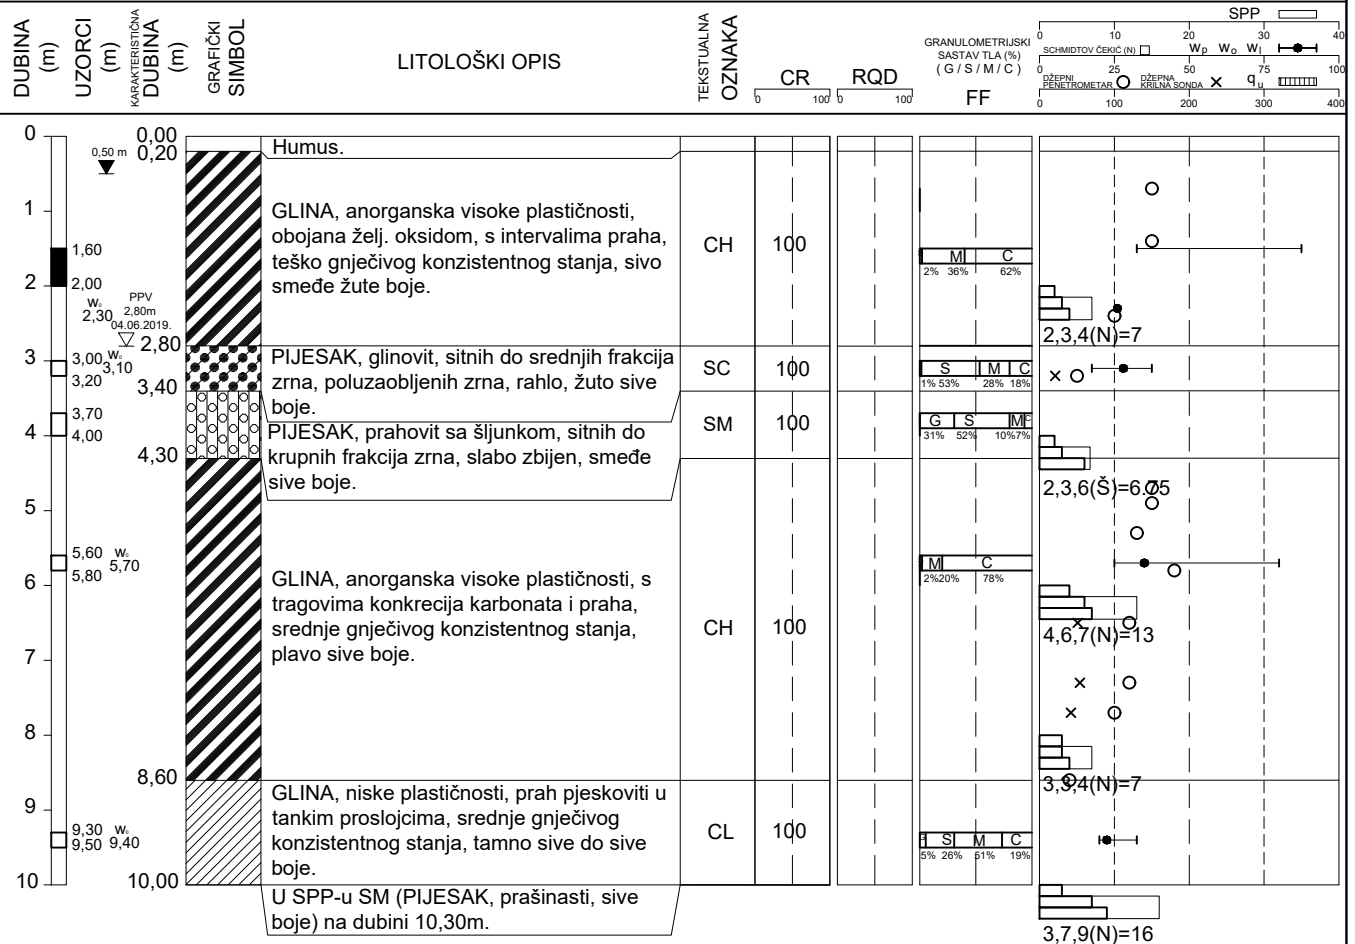 DUBINA (m)
UZORCI (m)
KARAKTERISTIČNA DUBINA (m)
GRAFIČKI SIMBOL
LITOLOŠKI OPIS
TEKSTUALNA OZNAKA
CR
0 100
RQD
0 100
GRANULOMETRIJSKI
SASTAV TLA (%)
( G / S / M / C )
FF
SPP
0 10 20 30 40
SCHMIDTOV ČEKIĆ (N)
wp wo wl
0 25 50 75 100
DŽEPNI PENETROMETAR
DŽEPNA KRILNA SONDA
qu
0 100 200 300 400
0
0,00
0,20
0,50 m
Humus.
1
1,60
2
2,00
w₀
2,30
PPV
2,80m
04.06.2019.
2,80
GLINA, anorganska visoke plastičnosti,
obojana želj. oksidom, s intervalima praha,
teško gnječivog konzistentnog stanja, sivo
smeđe žute boje.
CH
100
M C
2% 36% 62%
2,3,4(N)=7
3
3,00 w₀
3,10
3,20
3,40
PIJESAK, glinovit, sitnih do srednjih frakcija
zrna, poluzaobljenih zrna, rahlo, žuto sive
boje.
SC
100
S M C
1% 53% 28% 18%
3,70
4
4,00
4,30
PIJESAK, prahovit sa šljunkom, sitnih do
krupnih frakcija zrna, slabo zbijen, smeđe
sive boje.
SM
100
G S M C
31% 52% 10% 7%
2,3,6(Š)=6.75
5
5,60 w₀
5,70
5,80
6
7
8
8,60
GLINA, anorganska visoke plastičnosti, s
tragovima konkrecija karbonata i praha,
srednje gnječivog konzistentnog stanja,
plavo sive boje.
CH
100
M C
2% 20% 78%
4,6,7(N)=13
3,3,4(N)=7
9
9,30 w₀
9,50 9,40
10
10,00
GLINA, niske plastičnosti, prah pjeskoviti u
tankim proslojcima, srednje gnječivog
konzistentnog stanja, tamno sive do sive
boje.
CL
100
G S M C
5% 26% 51% 19%
U SPP-u SM (PIJESAK, prašinasti, sive
boje) na dubini 10,30m.
3,7,9(N)=16